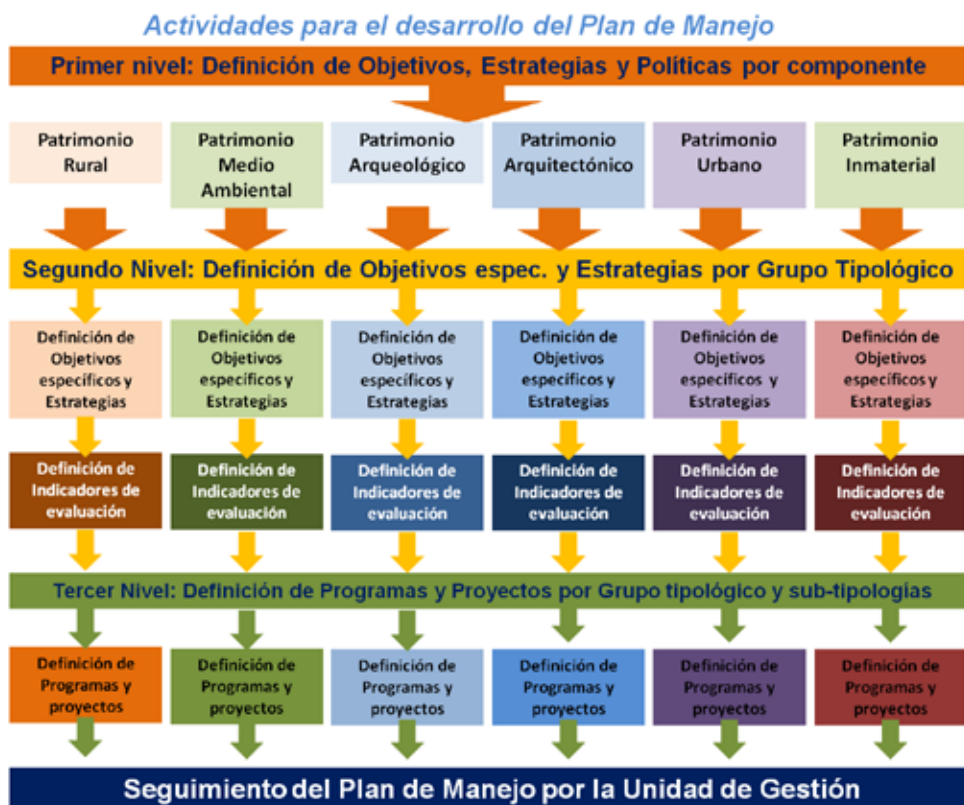 Actividades para el desarrollo del Plan de Manejo
Primer nivel: Definición de Objetivos, Estrategias y Políticas por componente
Patrimonio
Rural
Patrimonio
Medio
Ambiental
Patrimonio
Arqueológico
Patrimonio
Arquitectónico
Patrimonio
Urbano
Patrimonio
Inmaterial
Segundo Nivel: Definición de Objetivos espec. y Estrategias por Grupo Tipológico
Definición de
Objetivos
específicos y
Estrategias
Definición de
Objetivos
específicos y
Estrategias
Definición de
Objetivos
específicos y
Estrategias
Definición de
Objetivos
específicos y
Estrategias
Definición de
Objetivos
específicos y
Estrategias
Definición de
Objetivos
específicos y
Estrategias
Definición de
Indicadores de
evaluación
Definición de
Indicadores de
evaluación
Definición de
Indicadores de
evaluación
Definición de
Indicadores de
evaluación
Definición de
Indicadores de
evaluación
Definición de
Indicadores de
evaluación
Tercer Nivel: Definición de Programas y Proyectos por Grupo tipológico y sub-tipologías
Definición de
Programas y
proyectos
Definición de
Programas y
proyectos
Definición de
Programas y
proyectos
Definición de
Programas y
proyectos
Definición de
Programas y
proyectos
Definición de
Programas y
proyectos
Seguimiento del Plan de Manejo por la Unidad de Gestión